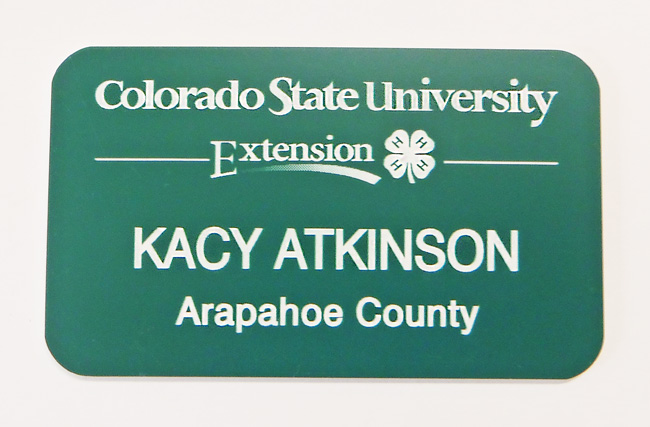 Colorado State University
Extension H H H H
KACY ATKINSON
Arapahoe County